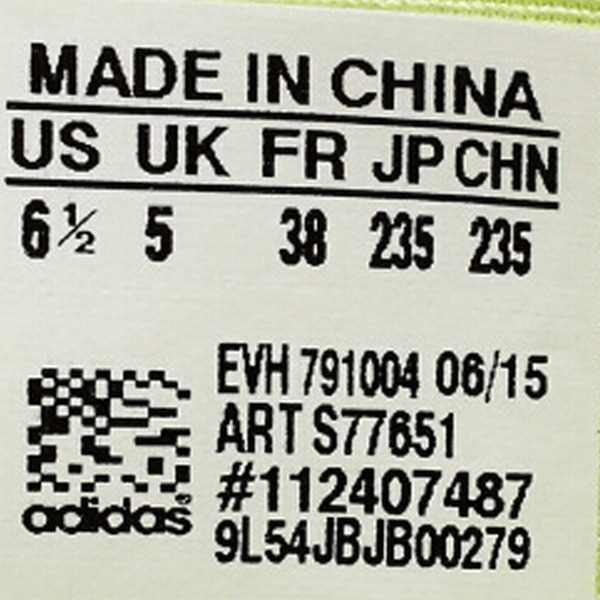 MADE IN CHINA
US UK FR JP CHN
6½ 5 38 235 235
EVH 791004 06/15
ART S77651
#112407487
9L54JBJB00279
adidas®